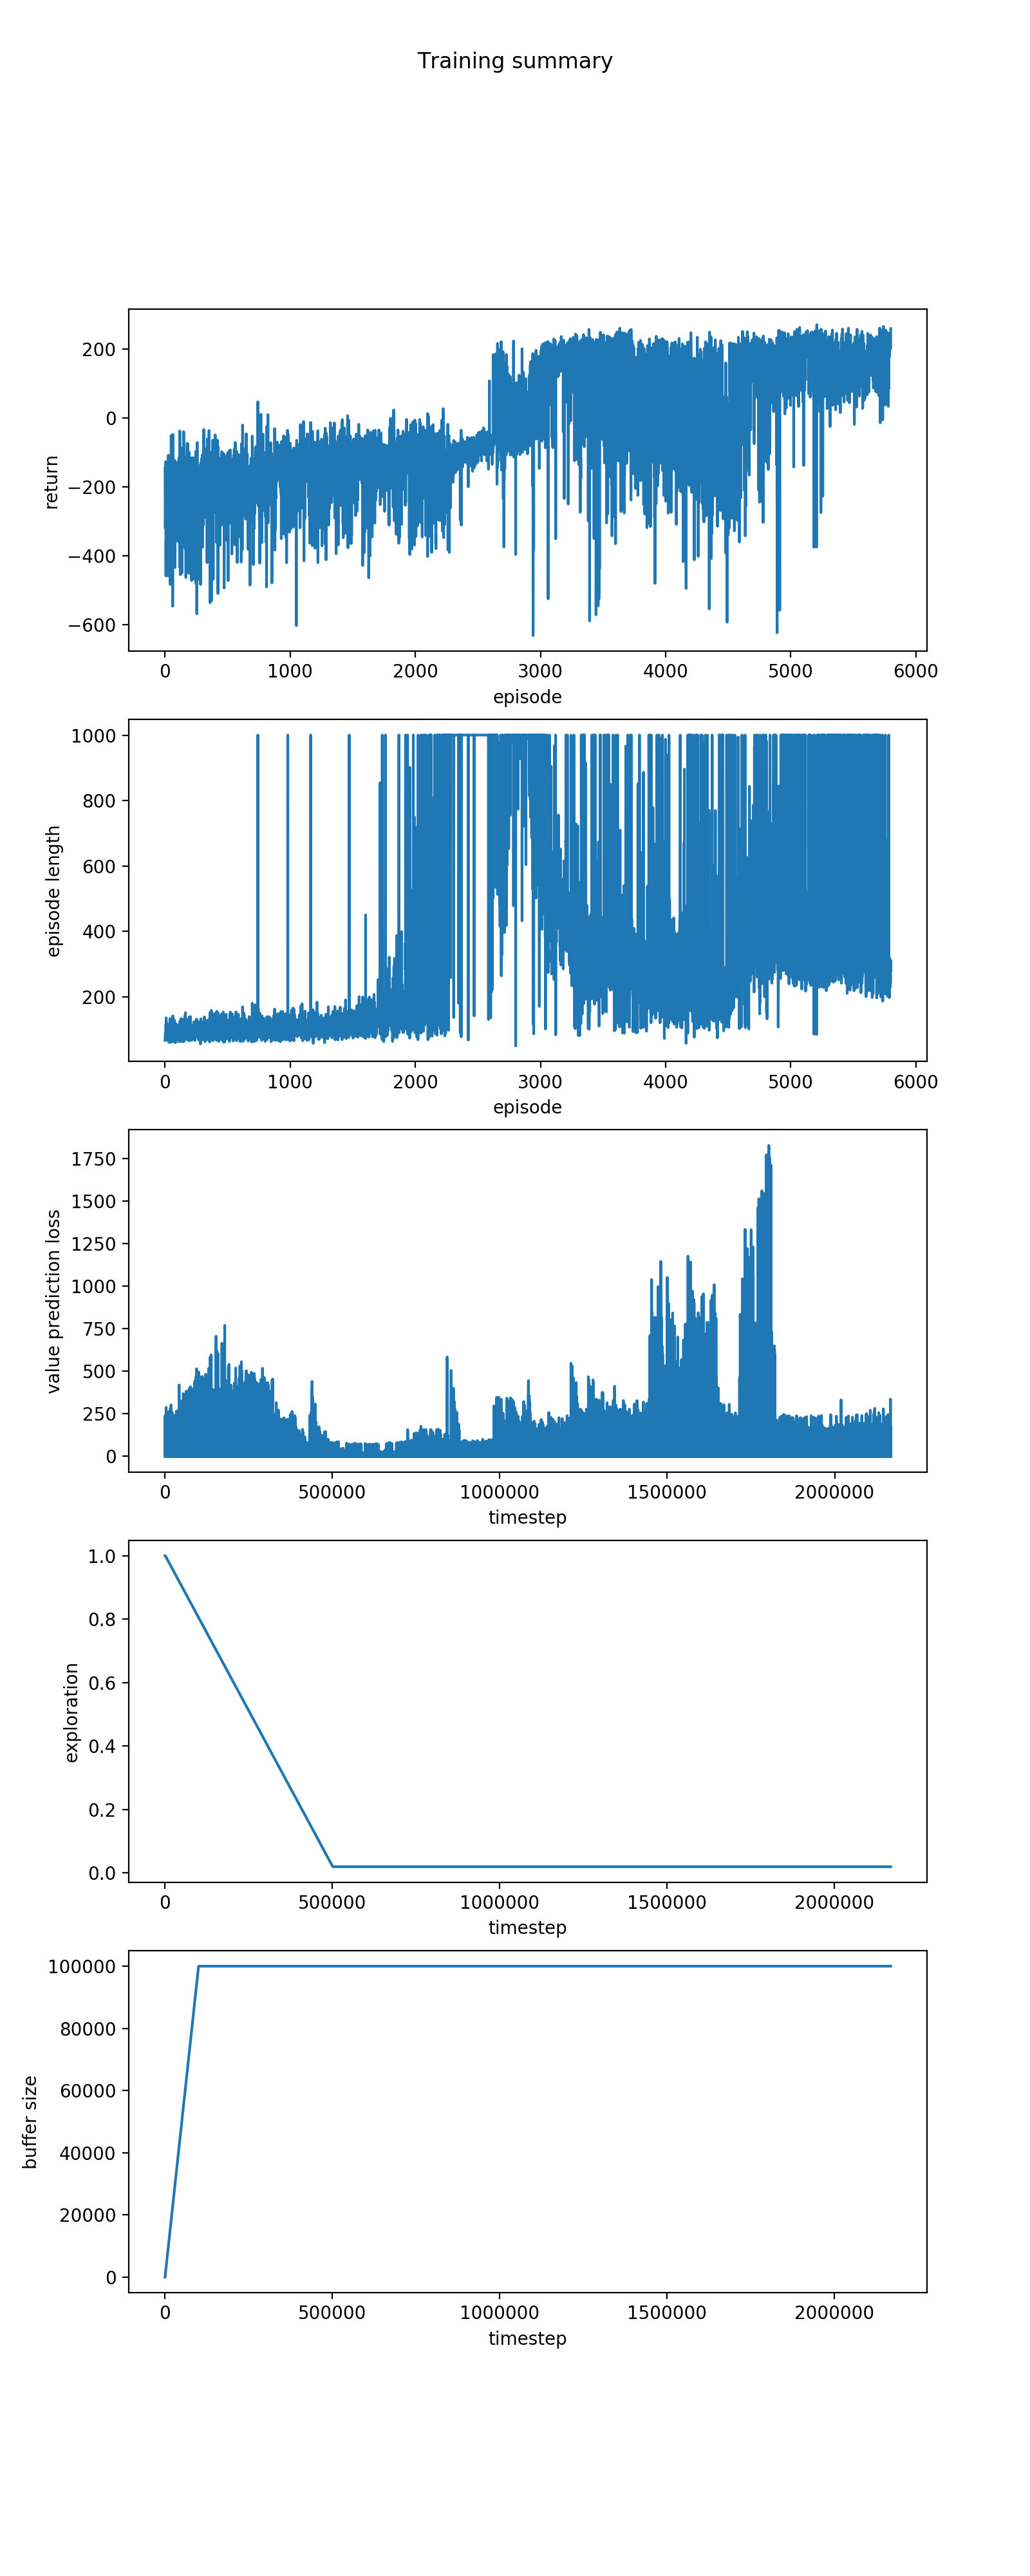 Training summary
200
0
−200
−400
−600
return
0 1000 2000 3000 4000 5000 6000
episode
1000
800
600
400
200
episode length
0 1000 2000 3000 4000 5000 6000
episode
1750
1500
1250
1000
750
500
250
0
value prediction loss
0 500000 1000000 1500000 2000000
timestep
1.0
0.8
0.6
0.4
0.2
0.0
exploration
0 500000 1000000 1500000 2000000
timestep
100000
80000
60000
40000
20000
0
buffer size
0 500000 1000000 1500000 2000000
timestep